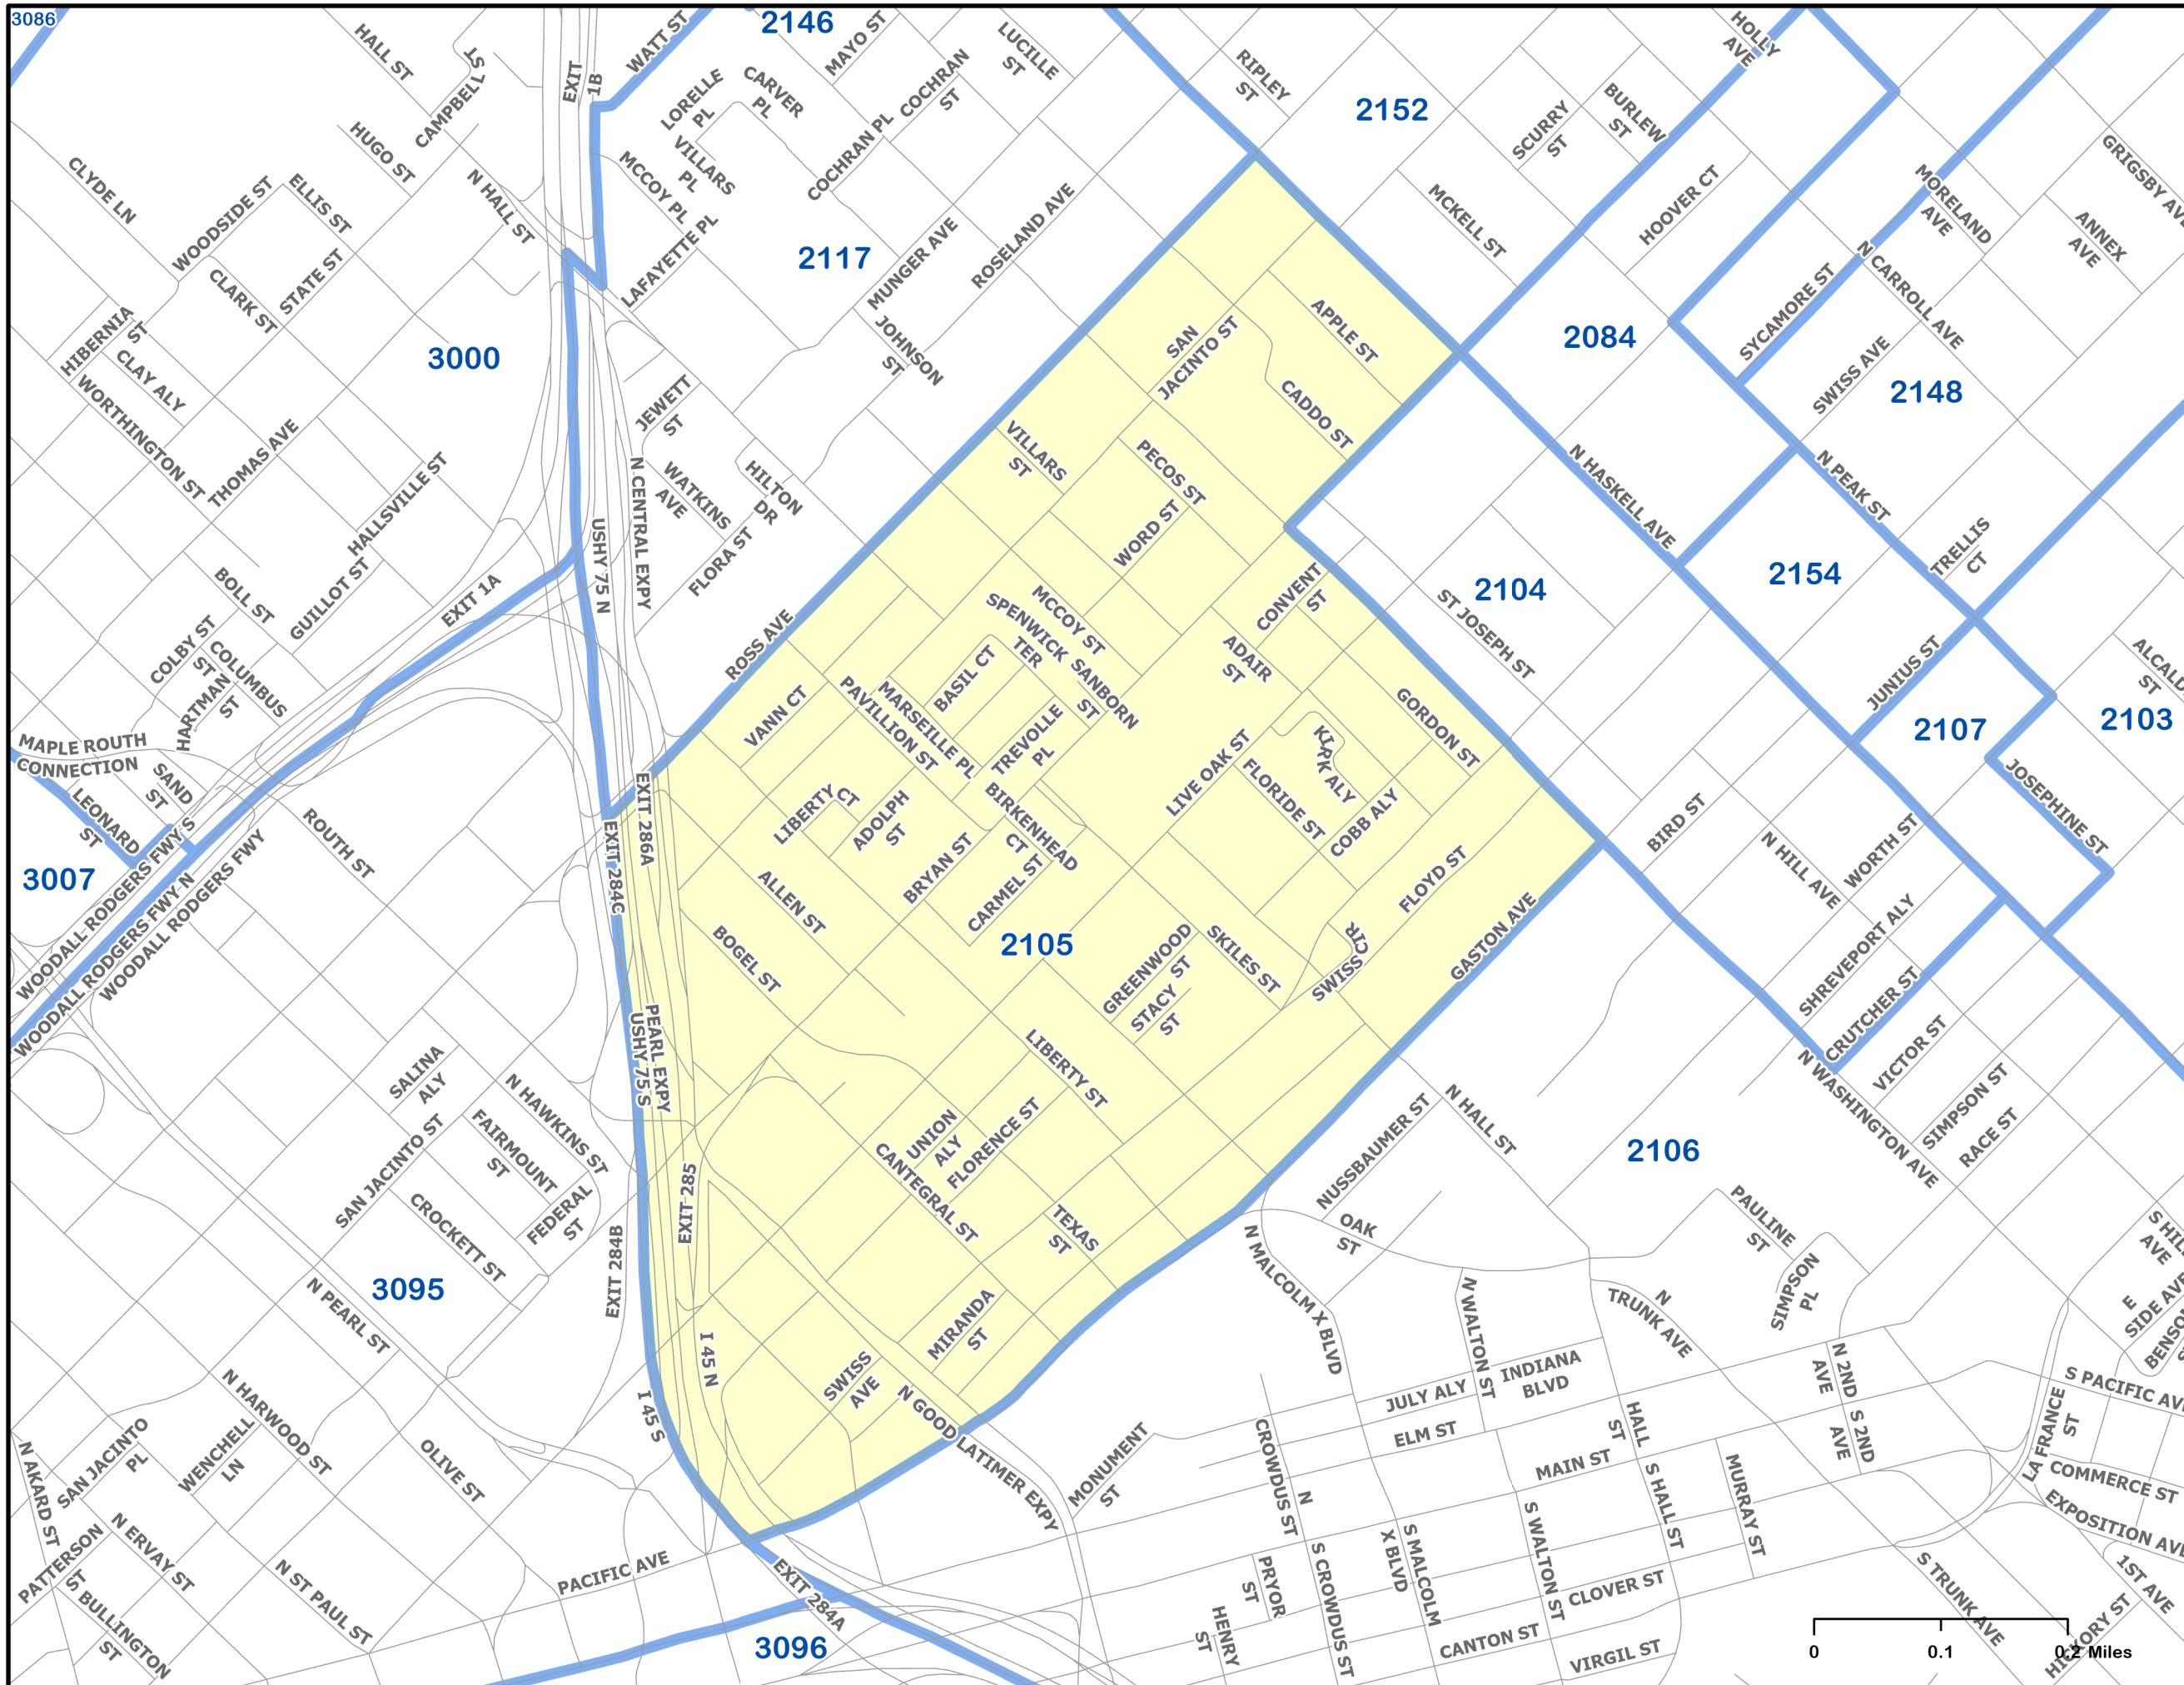 3086
HALL ST
CAMPBELL ST
EXIT 1B
WATT ST
2146
MAYO ST
LUCILLE
ST
RIPLEY
ST
2152
HOLLY
AVE
LORELLE
PL
CARVER
PL
COCHRAN
ST
SCURRY
ST
BURLEW
ST
GRIGSBY AVE
HUGO ST
CLYDE LN
WOODSIDE ST
ELLIS ST
N HALL ST
MCCOY PL
VILLARS
PL
COCHRAN PL
LAFAYETTE PL
2117
MUNGER AVE
ROSELAND AVE
MCKELL ST
HOOVER CT
MORELAND
AVE
ANNEX
AVE
CLARK ST
STATE ST
HIBERNIA
ST
CLAY ALY
WORTHINGTON ST
THOMAS AVE
3000
HALLSVILLE ST
JOHNSON
ST
SAN
JACINTO ST
APPLE ST
CADDO ST
2084
SYCAMORE ST
N CARROLL AVE
SWISS AVE
2148
JEWETT
ST
N CENTRAL EXPY
WATKINS
AVE
HILTON
DR
FLORA ST
USHY 75 N
VILLARS
ST
PECOS ST
WORD ST
N HASKELL AVE
N PEAK ST
TRELLIS
CT
2154
2104
BOLL ST
GUILLOT ST
EXIT 1A
COLBY ST
ST
COLUMBUS
HARTMAN
ST
ROSS AVE
MCCOY ST
SPENWICK
TER
SANBORN
ST
CONVENT
ST
ADAIR
ST
ST JOSEPH ST
GORDON ST
JUNIUS ST
2107
2103
JOSEPHINE ST
MAPLE ROUTH
CONNECTION
SAND
ST
LEONARD
ST
3007
ROUTH ST
WOODALL RODGERS FWY S
WOODALL RODGERS FWY N
WOODALL RODGERS FWY
VANN CT
BASIL CT
PAVILLION ST
MARSEILLE PL
TREVOLLE
PL
BIRKENHEAD
CT
LIBERTY CT
ADOLPH
ST
BRYAN ST
CARMEL ST
LIVE OAK ST
KIRK ALY
FLORIDE ST
COBB ALY
FLOYD ST
GASTON AVE
BIRD ST
N HILL AVE
WORTH ST
SHREVEPORT ALY
CRUTCHER ST
VICTOR ST
SIMPSON ST
RACE ST
N WASHINGTON AVE
EXIT 286A
EXIT 284C
ALLEN ST
BOGEL ST
2105
GREENWOOD
ST
STACY
ST
SKILES ST
SWISS CIR
PEARL EXPY
USHY 75 S
LIBERTY ST
SALINA
ALY
N HAWKINS ST
FAIRMOUNT
ST
SAN JACINTO ST
CROCKETT ST
FEDERAL
ST
3095
EXIT 284B
EXIT 285
UNION
ALY
FLORENCE ST
CANTEGRAL ST
TEXAS
ST
MIRANDA
ST
SWISS
AVE
N GOOD LATIMER EXPY
I 45 N
I 45 S
NUSSBAUMER ST
N HALL ST
2106
OAK
ST
PAULINE
ST
SIMPSON
PL
N MALCOLM X BLVD
N WALTON ST
N
TRUNK AVE
INDIANA
BLVD
JULY ALY
ELM ST
MAIN ST
HALL
ST
N 2ND
AVE
S 2ND
AVE
LA FRANCE
ST
S PACIFIC AVE
COMMERCE ST
EXPOSITION AVE
1ST AVE
HICKORY ST
S TRUNK AVE
MURRAY ST
S HALL ST
S WALTON ST
CLOVER ST
CANTON ST
VIRGIL ST
S MALCOLM
X BLVD
N
CROWDUS ST
S CROWDUS ST
PRYOR
ST
HENRY
ST
MONUMENT
ST
N PEARL ST
N HARWOOD ST
OLIVE ST
WENCHELL
LN
SAN JACINTO
PL
N AKARD ST
PATTERSON
ST
N NERVAY ST
BULLINGTON
ST
N ST PAUL ST
PACIFIC AVE
EXIT 284A
3096
0 0.1 0.2 Miles